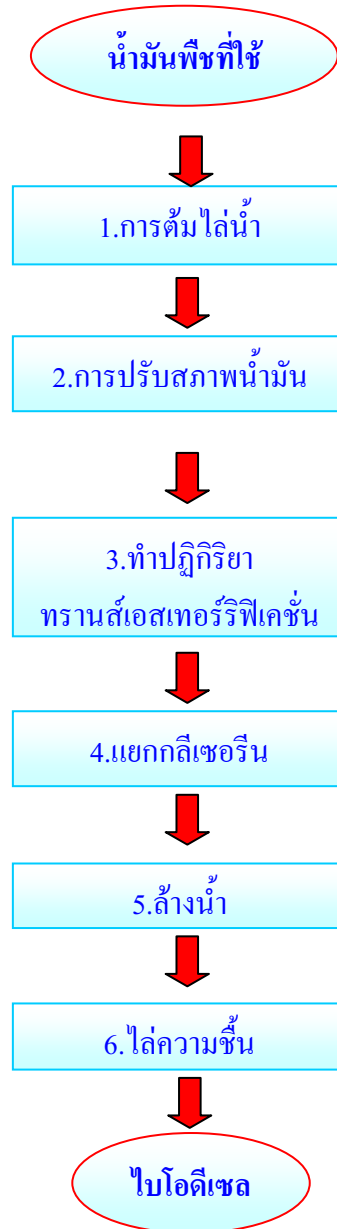 น้ำมันพืชที่ใช้
1.การต้มไล่น้ำ
2.การปรับสภาพน้ำมัน
3.ทำปฏิกิริยา
ทรานส์เอสเทอร์ริฟิเคชั่น
4.แยกกลีเซอรีน
5.ล้างน้ำ
6.ไล่ความชื้น
ไบโอดีเซล